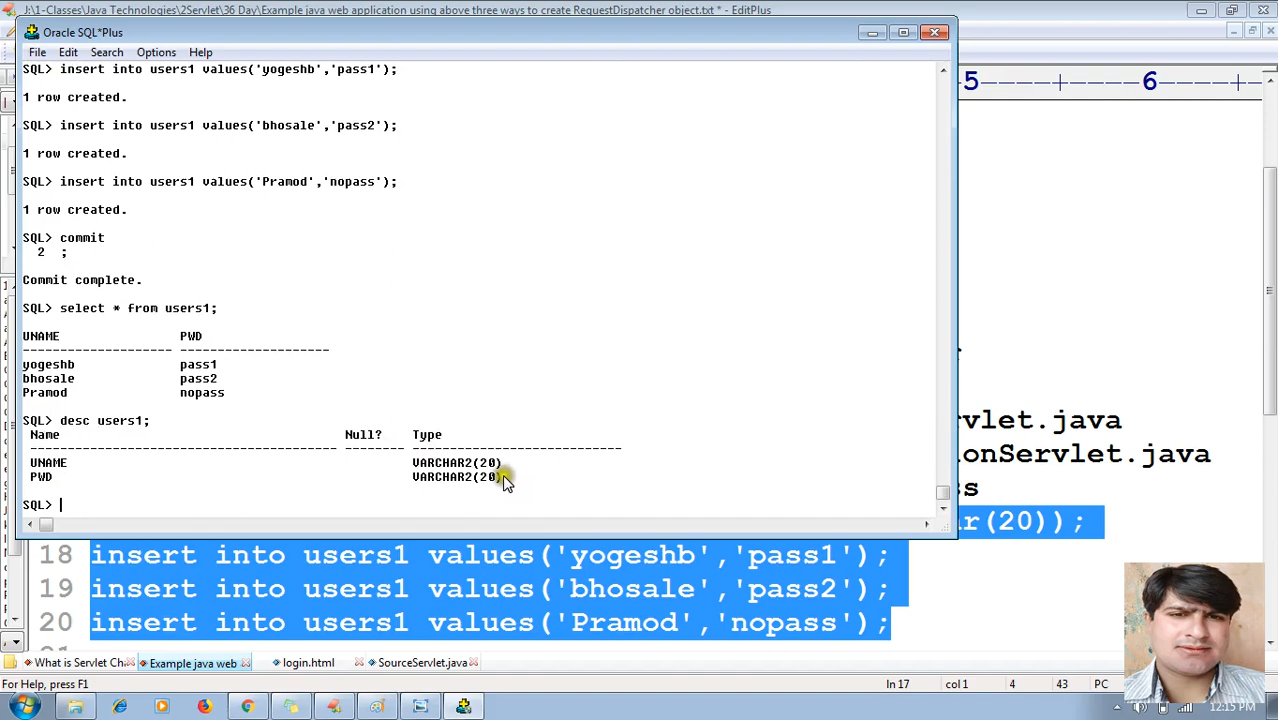 J:\1-Classes\Java Technologies\2Servlet\36 Day\Example java web application using above three ways to create RequestDispatcher object.txt * - EditPlus
Oracle SQL*Plus
File Edit Search Options Help
SQL> insert into users1 values('yogeshb','pass1');
1 row created.
SQL> insert into users1 values('bhosale','pass2');
1 row created.
SQL> insert into users1 values('Pramod','nopass');
1 row created.
SQL> commit
2 ;
Commit complete.
SQL> select * from users1;
UNAME PWD
-------------------- --------------------
yogeshb pass1
bhosale pass2
Pramod nopass
SQL> desc users1;
Name Null? Type
----------------------------------------- -------- ----------------------------
UNAME VARCHAR2(20)
PWD VARCHAR2(20)
SQL>
5 6
rvlet.java
ionServlet.java
ss
ar(20));
18 insert into users1 values('yogeshb','pass1');
19 insert into users1 values('bhosale','pass2');
20 insert into users1 values('Pramod','nopass');
What is Servlet Ch Example java web login.html SourceServlet.java
For Help, press F1 ln 17 col 1 4 43 PC
12:15 PM